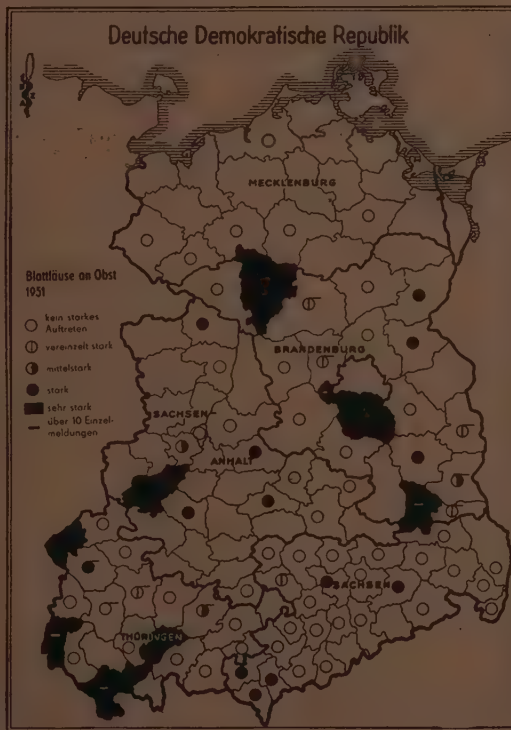 Deutsche Demokratische Republik
MECKLENBURG
Blattläuse an Obst
1951
kein starkes
Auftreten
vereinzelt stark
mittelstark
stark
sehr stark
über 10 Einzel-
meldungen
BRANDENBURG
SACHSEN
ANHALT
SACHSEN
THÜRINGEN